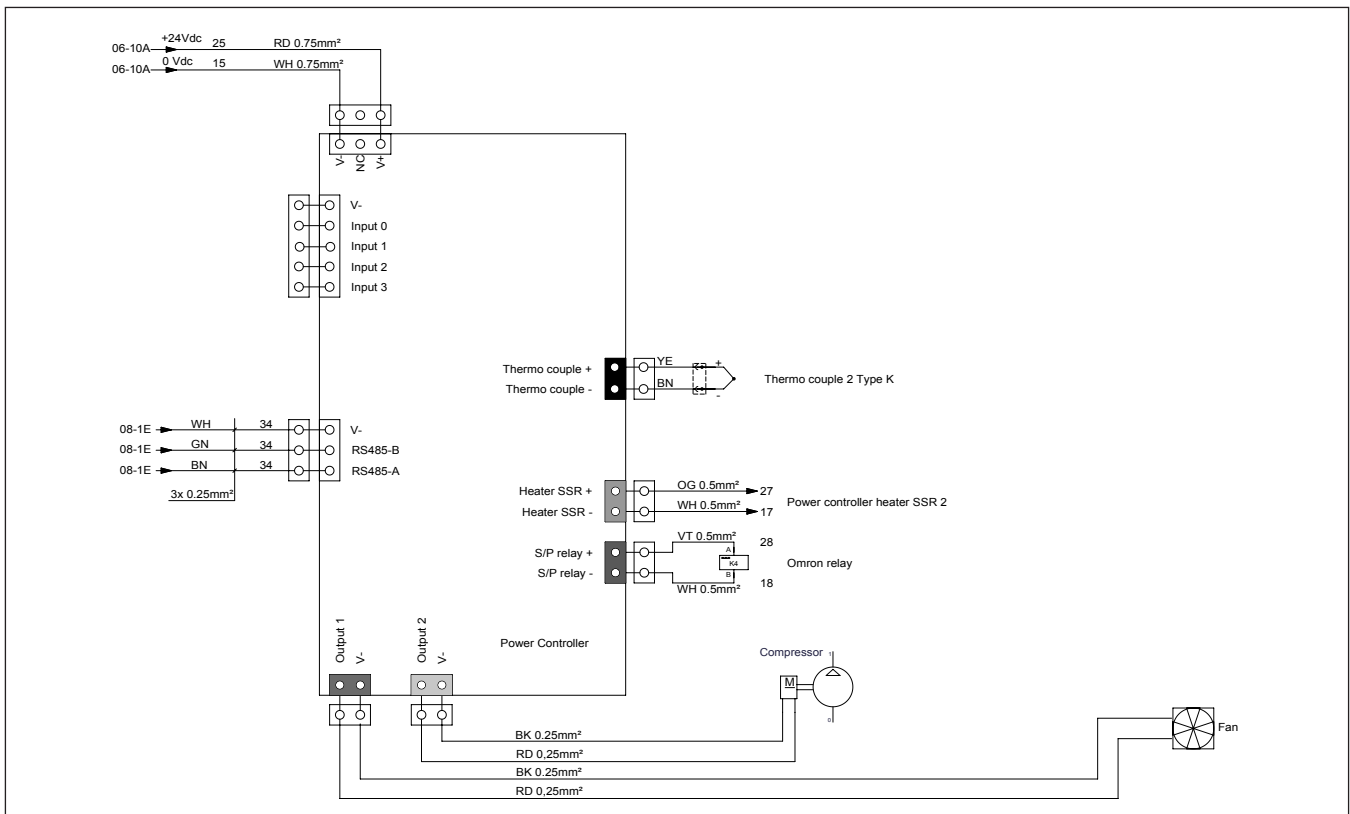 +24Vdc
06-10A 25 RD 0.75mm²
0 Vdc
06-10A 15 WH 0.75mm²
V- NC V+
V-
Input 0
Input 1
Input 2
Input 3
Thermo couple + YE +
Thermo couple 2 Type K
Thermo couple - BN -
08-1E WH 34 V-
08-1E GN 34 RS485-B
08-1E BN 34 RS485-A
3x 0.25mm²
Heater SSR + OG 0.5mm² 27
Power controller heater SSR 2
Heater SSR - WH 0.5mm² 17
VT 0.5mm² 28
S/P relay + A
K4 Omron relay
S/P relay - B
WH 0.5mm² 18
Output 1 V- Output 2 V-
Power Controller
Compressor 1
M
0
Fan
BK 0.25mm²
RD 0,25mm²
BK 0.25mm²
RD 0,25mm²